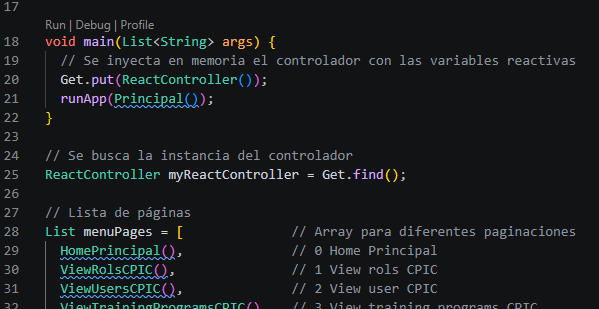 17
Run | Debug | Profile
18 void main(List<String> args) {
19 // Se inyecta en memoria el controlador con las variables reactivas
20 Get.put(ReactController());
21 runApp(Principal());
22 }
23
24 // Se busca la instancia del controlador
25 ReactController myReactController = Get.find();
26
27 // Lista de páginas
28 List menuPages = [ // Array para diferentes paginaciones
29 HomePrincipal(), // 0 Home Principal
30 ViewRolsCPIC(), // 1 View rols CPIC
31 ViewUsersCPIC(), // 2 View user CPIC
32 ViewTrainingProgramsCPIC() // 3 View training programs CPIC